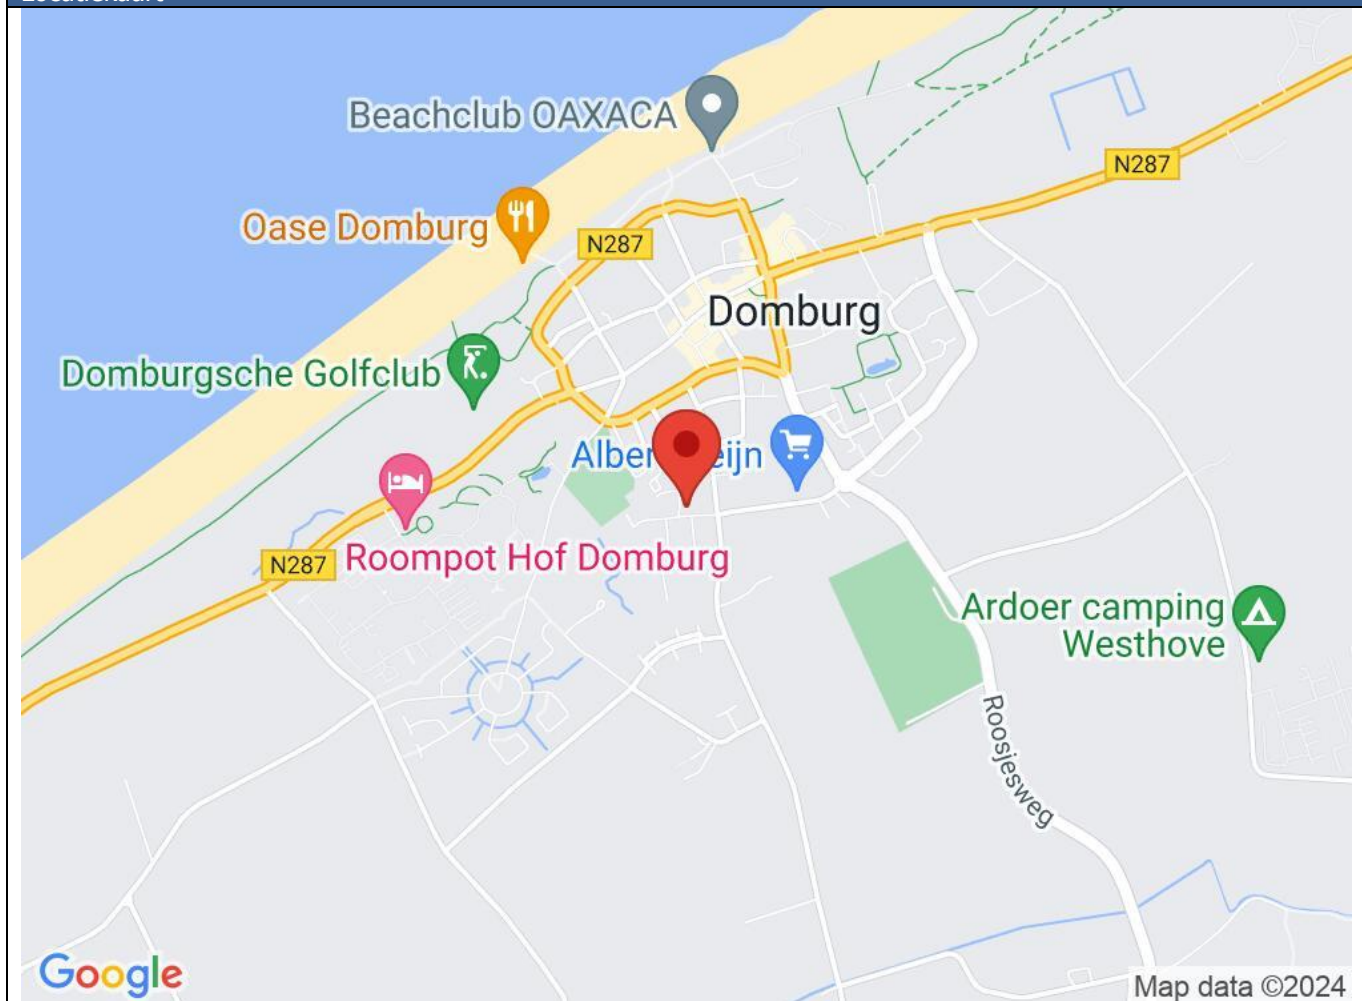 Beachclub OAXACA
N287
Oase Domburg
N287
Domburg
Domburgsche Golfclub
N287
Roompot Hof Domburg
Ardoer camping
Westhove
Roosjesweg
Google
Map data ©2024